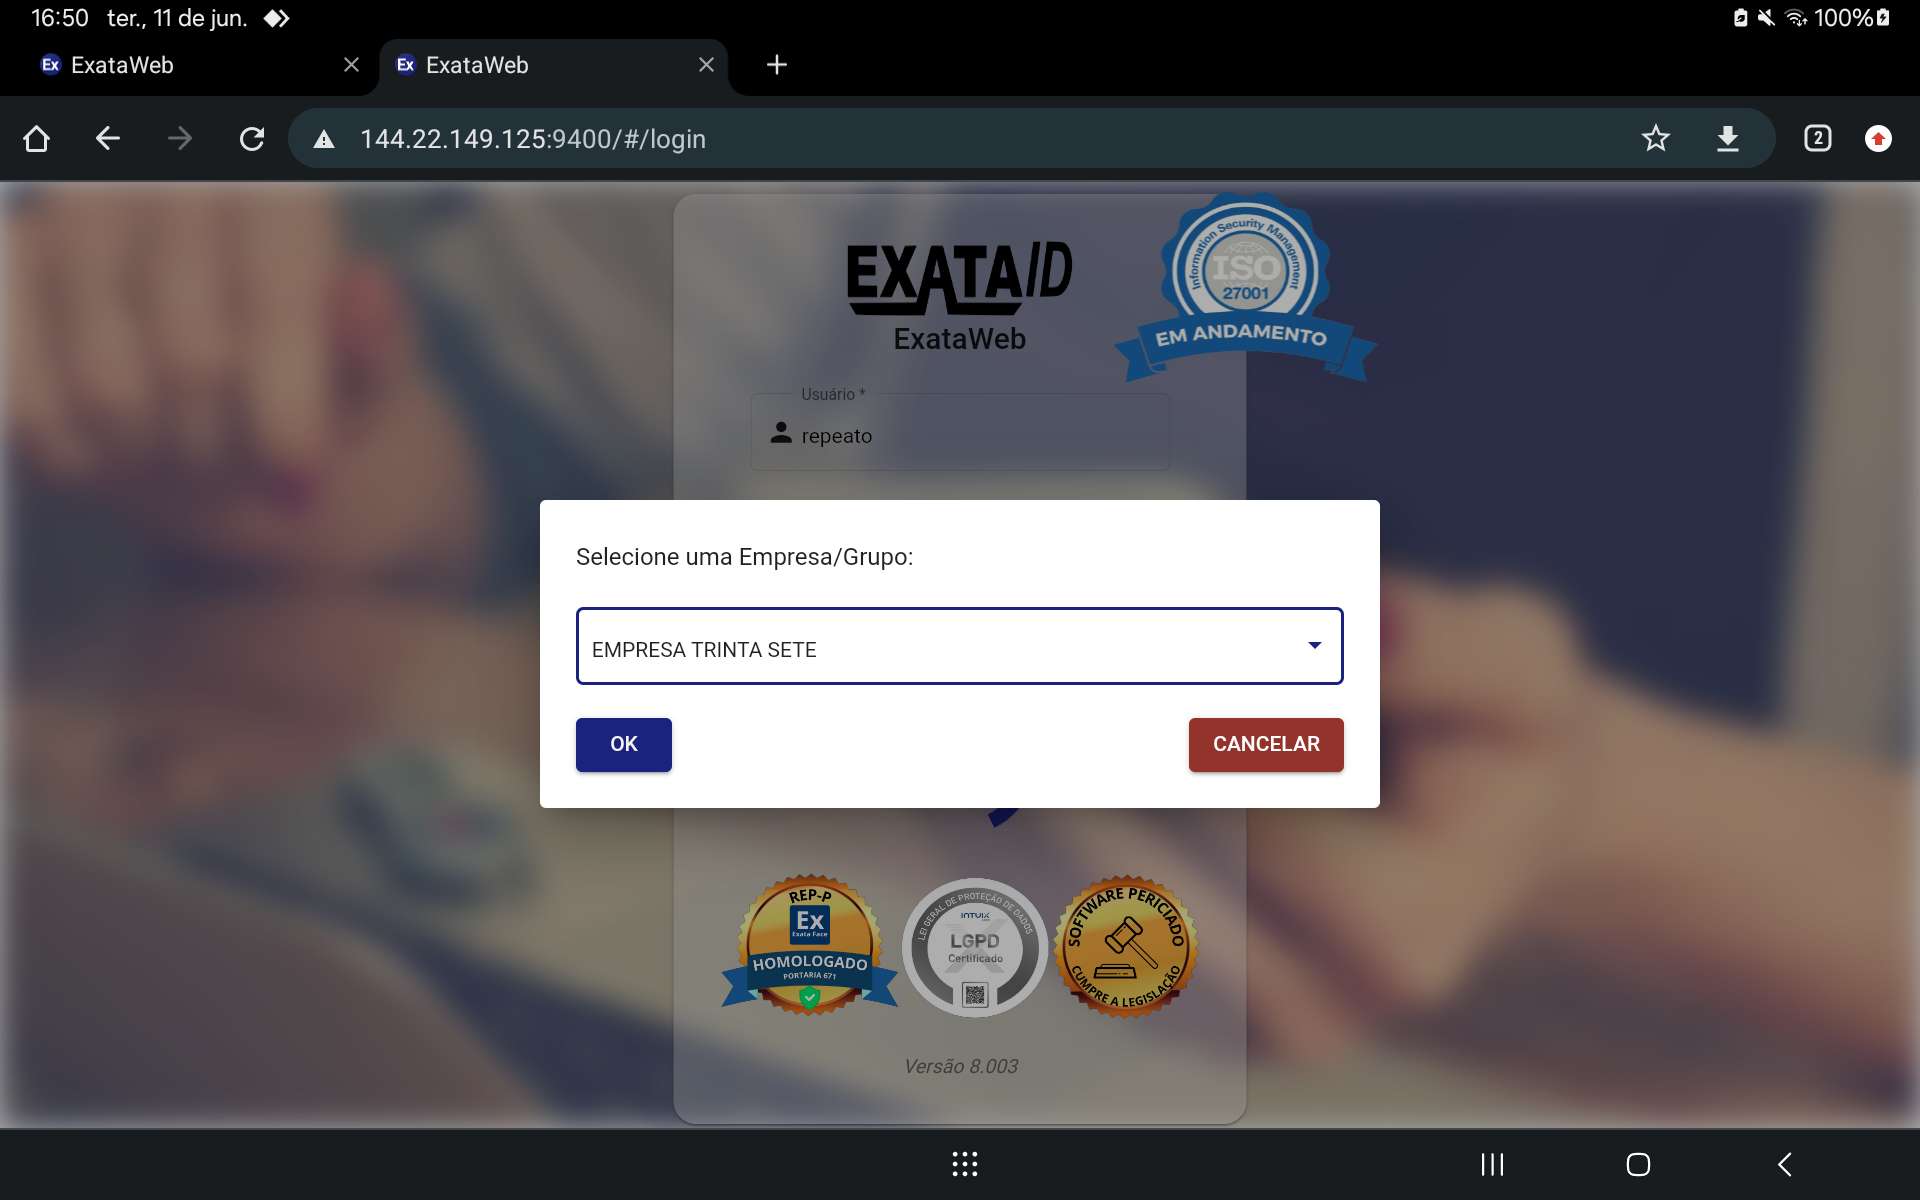 16:50 ter., 11 de jun. 100%
Ex ExataWeb
Ex ExataWeb
144.22.149.125:9400/#/login
2
EXATAID
ExataWeb
Information Security Management
ISO
27001
EM ANDAMENTO
Usuário *
repeato
Selecione uma Empresa/Grupo:
EMPRESA TRINTA SETE
OK
CANCELAR
REP-P
Ex
Exata Face
HOMOLOGADO
PORTARIA 671
LEI GERAL DE PROTEÇÃO DE DADOS
INTUIX
LGPD
Certificado
SOFTWARE PERICIADO
CUMPRE A LEGISLAÇÃO
Versão 8.003